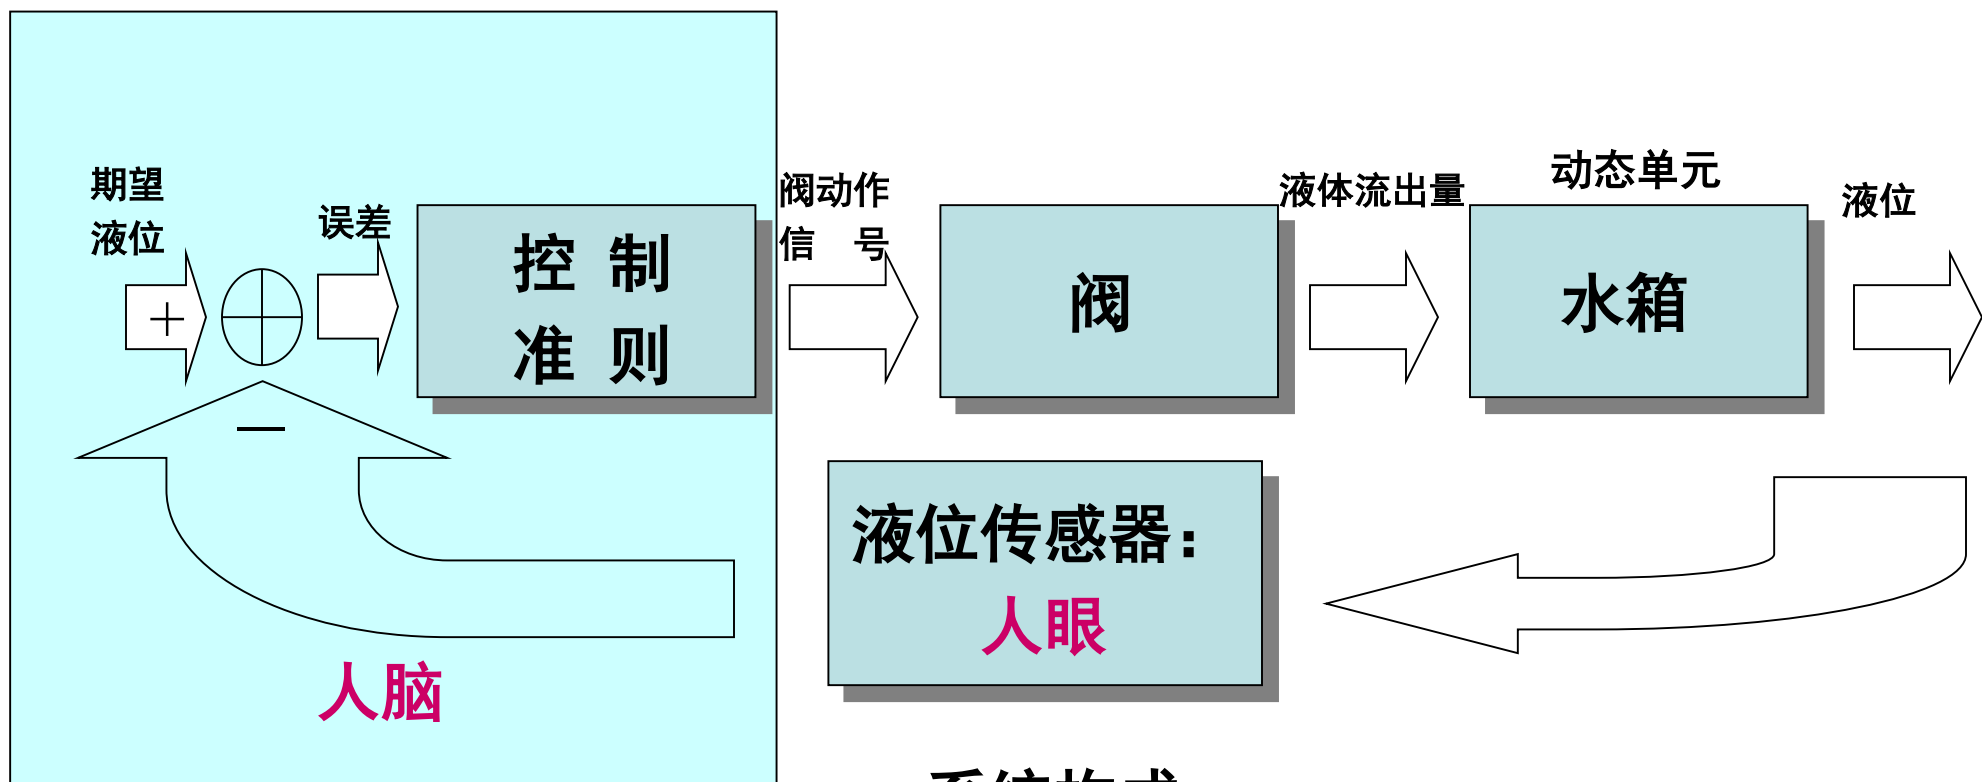 期望
液位
+
误差
控 制
准 则
阀动作
信 号
阀
液体流出量
动态单元
水箱
液位
—
液位传感器：
人眼
人脑